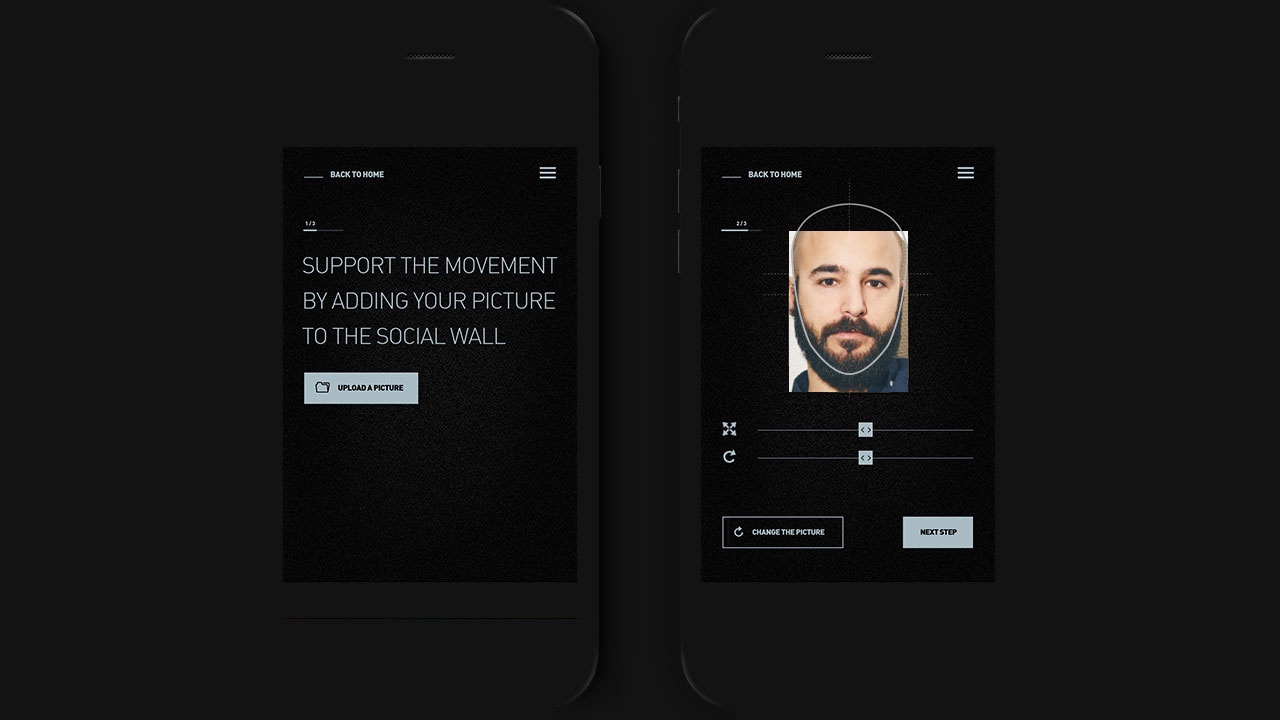 BACK TO HOME
1/3
SUPPORT THE MOVEMENT
BY ADDING YOUR PICTURE
TO THE SOCIAL WALL
UPLOAD A PICTURE
BACK TO HOME
2/3
CHANGE THE PICTURE
NEXT STEP